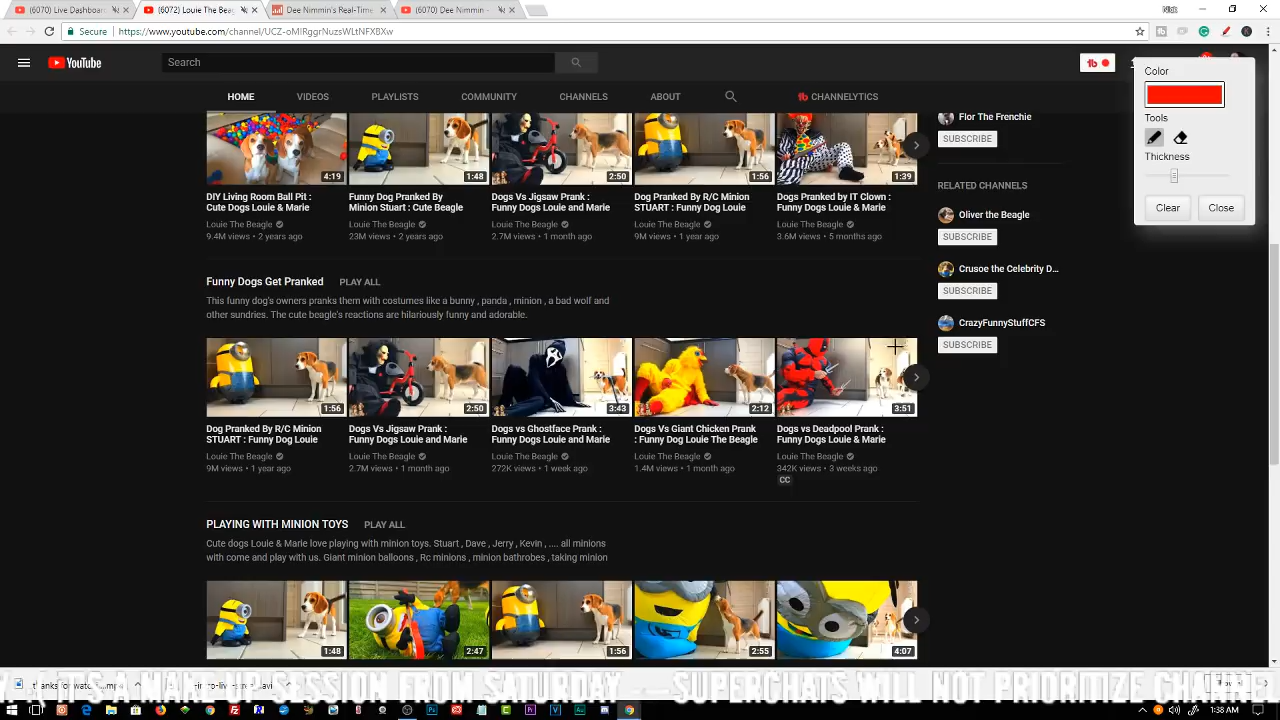 (6070) Live Dashboard
(6072) Louie The Bea
Dee Nimmin's Real-Time
(6070) Dee Nimmin -
Nick
Secure
https://www.youtube.com/channel/UCZ-oMIRggrNuzsWLtNFXBXw
YouTube
Search
tb
HOME
VIDEOS
PLAYLISTS
COMMUNITY
CHANNELS
ABOUT
tb CHANNELYTICS
Color
Tools
Thickness
Clear
Close
4:19
1:48
2:50
1:56
1:39
DIY Living Room Ball Pit :
Cute Dogs Louie & Marie
Louie The Beagle
9.4M views • 2 years ago
Funny Dog Pranked By
Minion Stuart : Cute Beagle
Louie The Beagle
23M views • 2 years ago
Dogs Vs Jigsaw Prank :
Funny Dogs Louie and Marie
Louie The Beagle
2.7M views • 1 month ago
Dog Pranked By R/C Minion
STUART : Funny Dog Louie
Louie The Beagle
9M views • 1 year ago
Dogs Pranked by IT Clown :
Funny Dogs Louie & Marie
Louie The Beagle
3.6M views • 5 months ago
Flor The Frenchie
SUBSCRIBE
RELATED CHANNELS
Oliver the Beagle
SUBSCRIBE
Crusoe the Celebrity D...
SUBSCRIBE
CrazyFunnyStuffCFS
SUBSCRIBE
Funny Dogs Get Pranked
PLAY ALL
This funny dog's owners pranks them with costumes like a bunny , panda , minion , a bad wolf and
other sundries. The cute beagle's reactions are hilariously funny and adorable.
1:56
2:50
3:43
2:12
3:51
Dog Pranked By R/C Minion
STUART : Funny Dog Louie
Louie The Beagle
9M views • 1 year ago
Dogs Vs Jigsaw Prank :
Funny Dogs Louie and Marie
Louie The Beagle
2.7M views • 1 month ago
Dogs vs Ghostface Prank :
Funny Dogs Louie and Marie
Louie The Beagle
272K views • 1 week ago
Dogs Vs Giant Chicken Prank
: Funny Dog Louie The Beagle
Louie The Beagle
1.4M views • 1 month ago
Dogs vs Deadpool Prank :
Funny Dogs Louie & Marie
Louie The Beagle
342K views • 3 weeks ago
CC
PLAYING WITH MINION TOYS
PLAY ALL
Cute dogs Louie & Marie love playing with minion toys. Stuart , Dave , Jerry , Kevin , .... all minions
with come and play with us. Giant minion balloons , Rc minions , minion bathrobes , taking minion
1:48
2:47
1:56
2:55
4:07
SESSION FROM SATURDAY - SUPERCHATS WILL NOT PRIORITIZE CHANNEL
1:38 AM